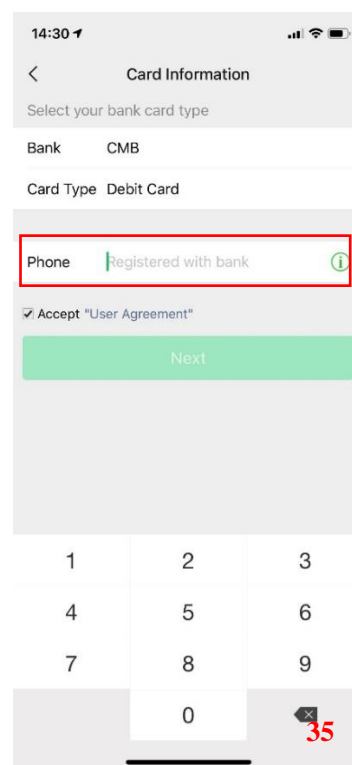 14:30
Card Information
Select your bank card type
Bank CMB
Card Type Debit Card
Phone Registered with bank
Accept "User Agreement"
Next
1 2 3
4 5 6
7 8 9
0
35